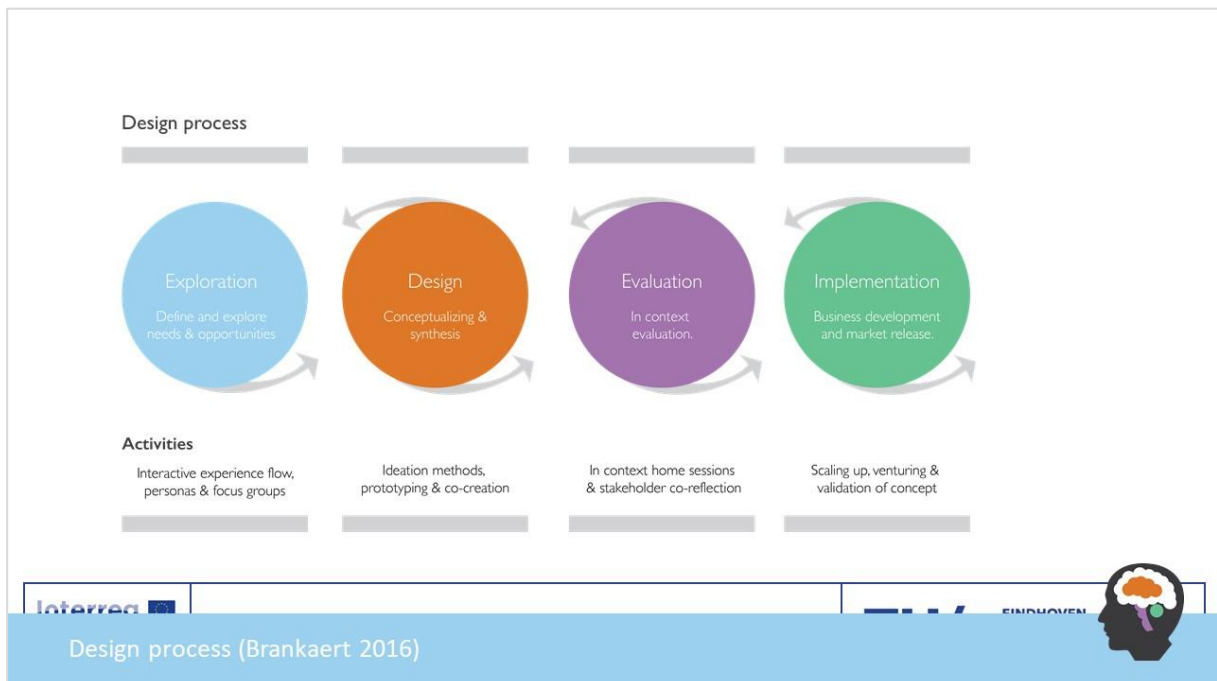 Design process
Exploration
Define and explore
needs & opportunities
Design
Conceptualizing &
synthesis
Evaluation
In context
evaluation.
Implementation
Business development
and market release.
Activities
Interactive experience flow,
personas & focus groups
Ideation methods,
prototyping & co-creation
In context home sessions
& stakeholder co-reflection
Scaling up, venturing &
validation of concept
Interreg
EINDHOVEN
Design process (Brankaert 2016)